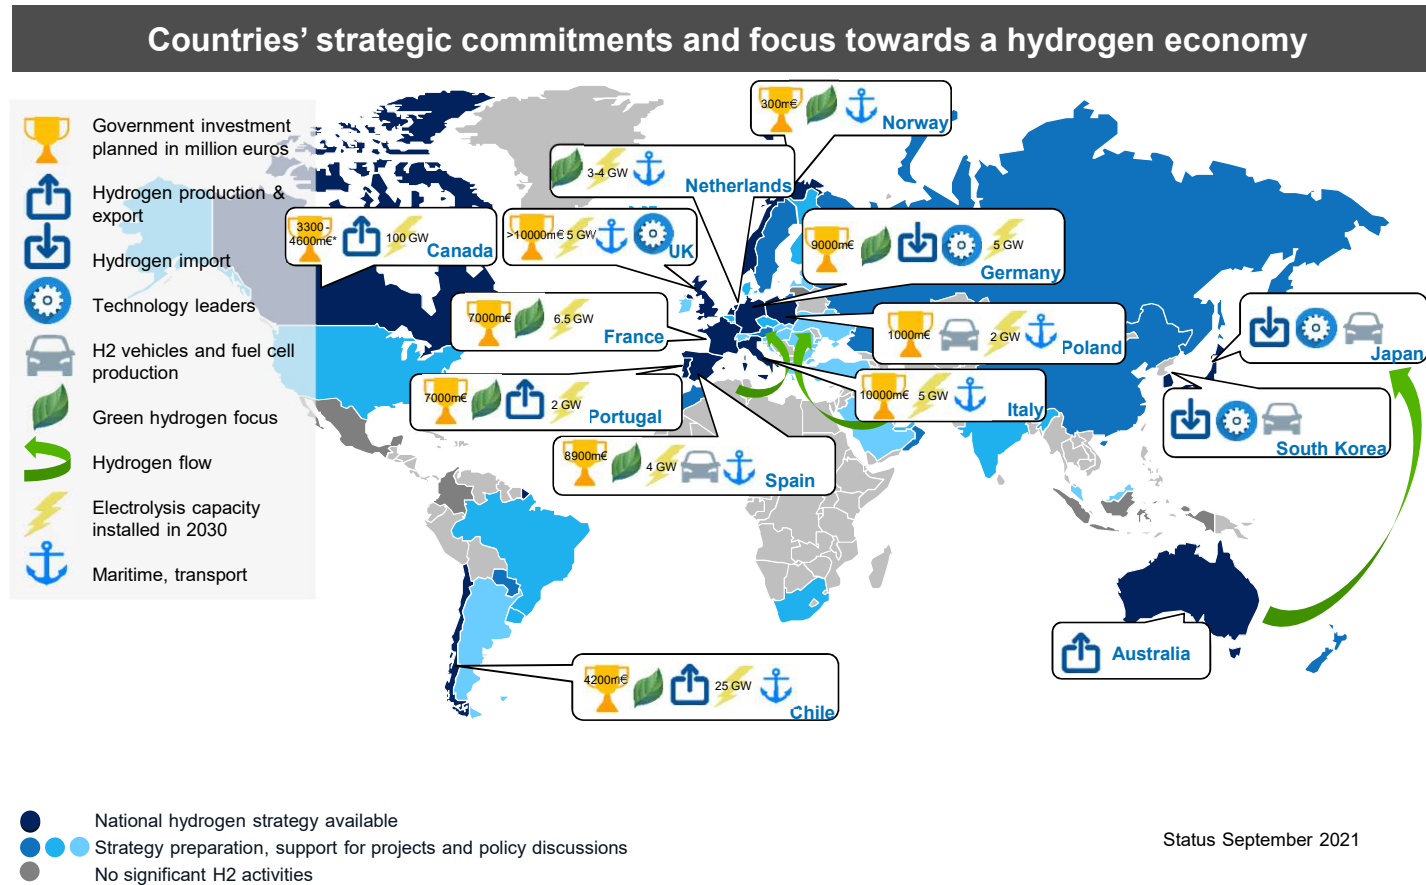 Countries’ strategic commitments and focus towards a hydrogen economy
Government investment
planned in million euros
Hydrogen production &
export
Hydrogen import
Technology leaders
H2 vehicles and fuel cell
production
Green hydrogen focus
Hydrogen flow
Electrolysis capacity
installed in 2030
Maritime, transport
300m€
Norway
3-4 GW
Netherlands
3300 -
4600m€*
100 GW
Canada
>10000m€
5 GW
UK
9000m€
5 GW
Germany
7000m€
6.5 GW
France
1000m€
2 GW
Poland
Japan
7000m€
2 GW
Portugal
10000m€
5 GW
Italy
South Korea
8900m€
4 GW
Spain
Australia
4200m€
25 GW
Chile
National hydrogen strategy available
Strategy preparation, support for projects and policy discussions
No significant H2 activities
Status September 2021